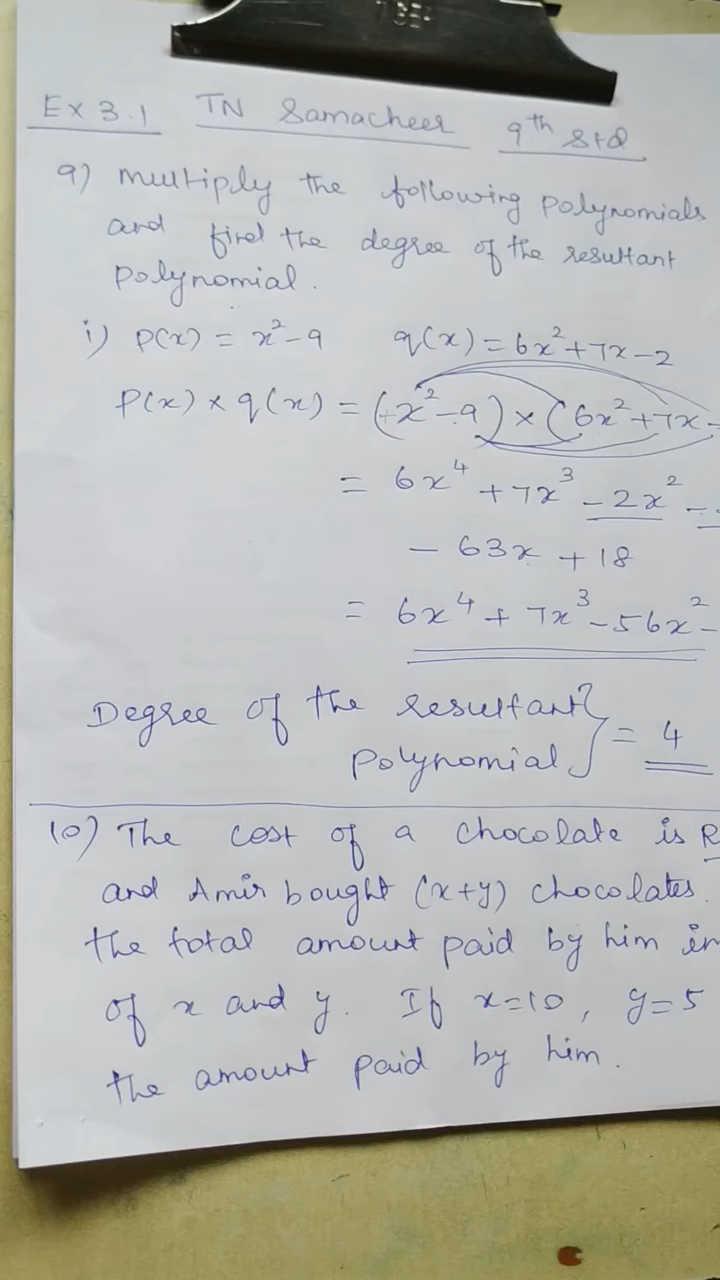 Ex 3.1 TN Samacheer 9th Std
9) Multiply the following polynomials
and find the degree of the resultant
polynomial.
i) p(x) = x²-9 q(x) = 6x²+7x-2
P(x) × q(x) = (x²-9) × (6x²+7x-
= 6x⁴ + 7x³ - 2x² -
- 63x + 18
= 6x⁴ + 7x³ - 56x² -
Degree of the resultant
polynomial } = 4
10) The cost of a chocolate is R
and Amir bought (x+y) chocolates.
the total amount paid by him in
of x and y. If x=10, y=5
the amount paid by him.